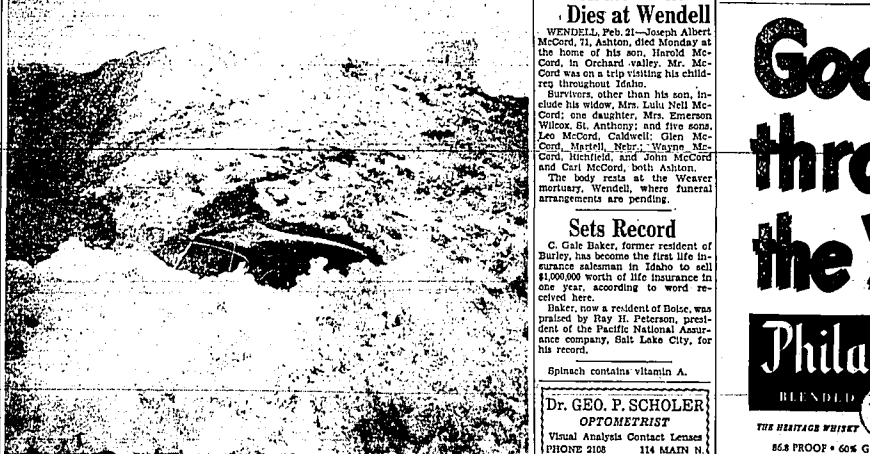 Dies at Wendell
WENDELL, Feb. 21—Joseph Albert
McCord, 71, Ashton, died Monday at
the home of his son, Harold Mc-
Cord, in Orchard valley. Mr. Mc-
Cord was on a trip visiting his child-
ren throughout Idaho.
Survivors, other than his son, in-
clude his widow, Mrs. Lulu Nell Mc-
Cord; one daughter, Mrs. Emerson
Wilcox, St. Anthony; and five sons,
Leo McCord, Caldwell; Glen Mc-
Cord, Martell, Nebr.; Wayne Mc-
Cord, Richfield, and John McCord
and Carl McCord, both Ashton.
The body rests at the Weaver
mortuary, Wendell, where funeral
arrangements are pending.
Sets Record
C. Gale Baker, former resident of
Burley, has become the first life in-
surance salesman in Idaho to sell
$1,000,000 worth of life insurance in
one year, according to word re-
ceived here.
Baker, now a resident of Boise, was
praised by Ray H. Peterson, presi-
dent of the Pacific National Assur-
ance company, Salt Lake City, for
his record.
Spinach contains vitamin A.
Dr. GEO. P. SCHOLER
OPTOMETRIST
Visual Analysis Contact Lenses
PHONE 2108 114 MAIN N.
Goo
thro
the
Phila
BLENDED
THE HERITAGE WHISKY
86.8 PROOF • 60% G